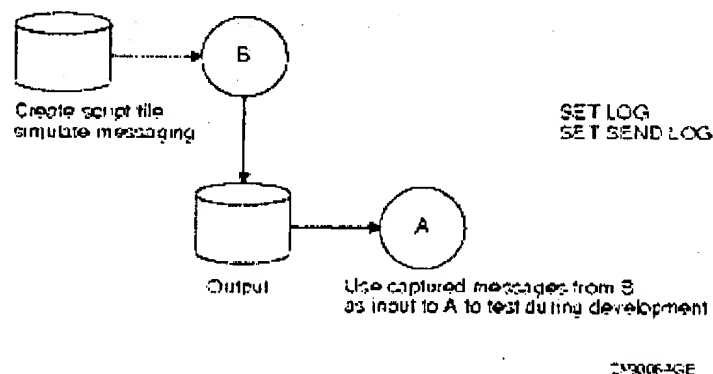 B
Create script file
simulate messaging
SET LOG
SET SEND LOG
A
Output
Use captured messages from B
as input to A to test during development